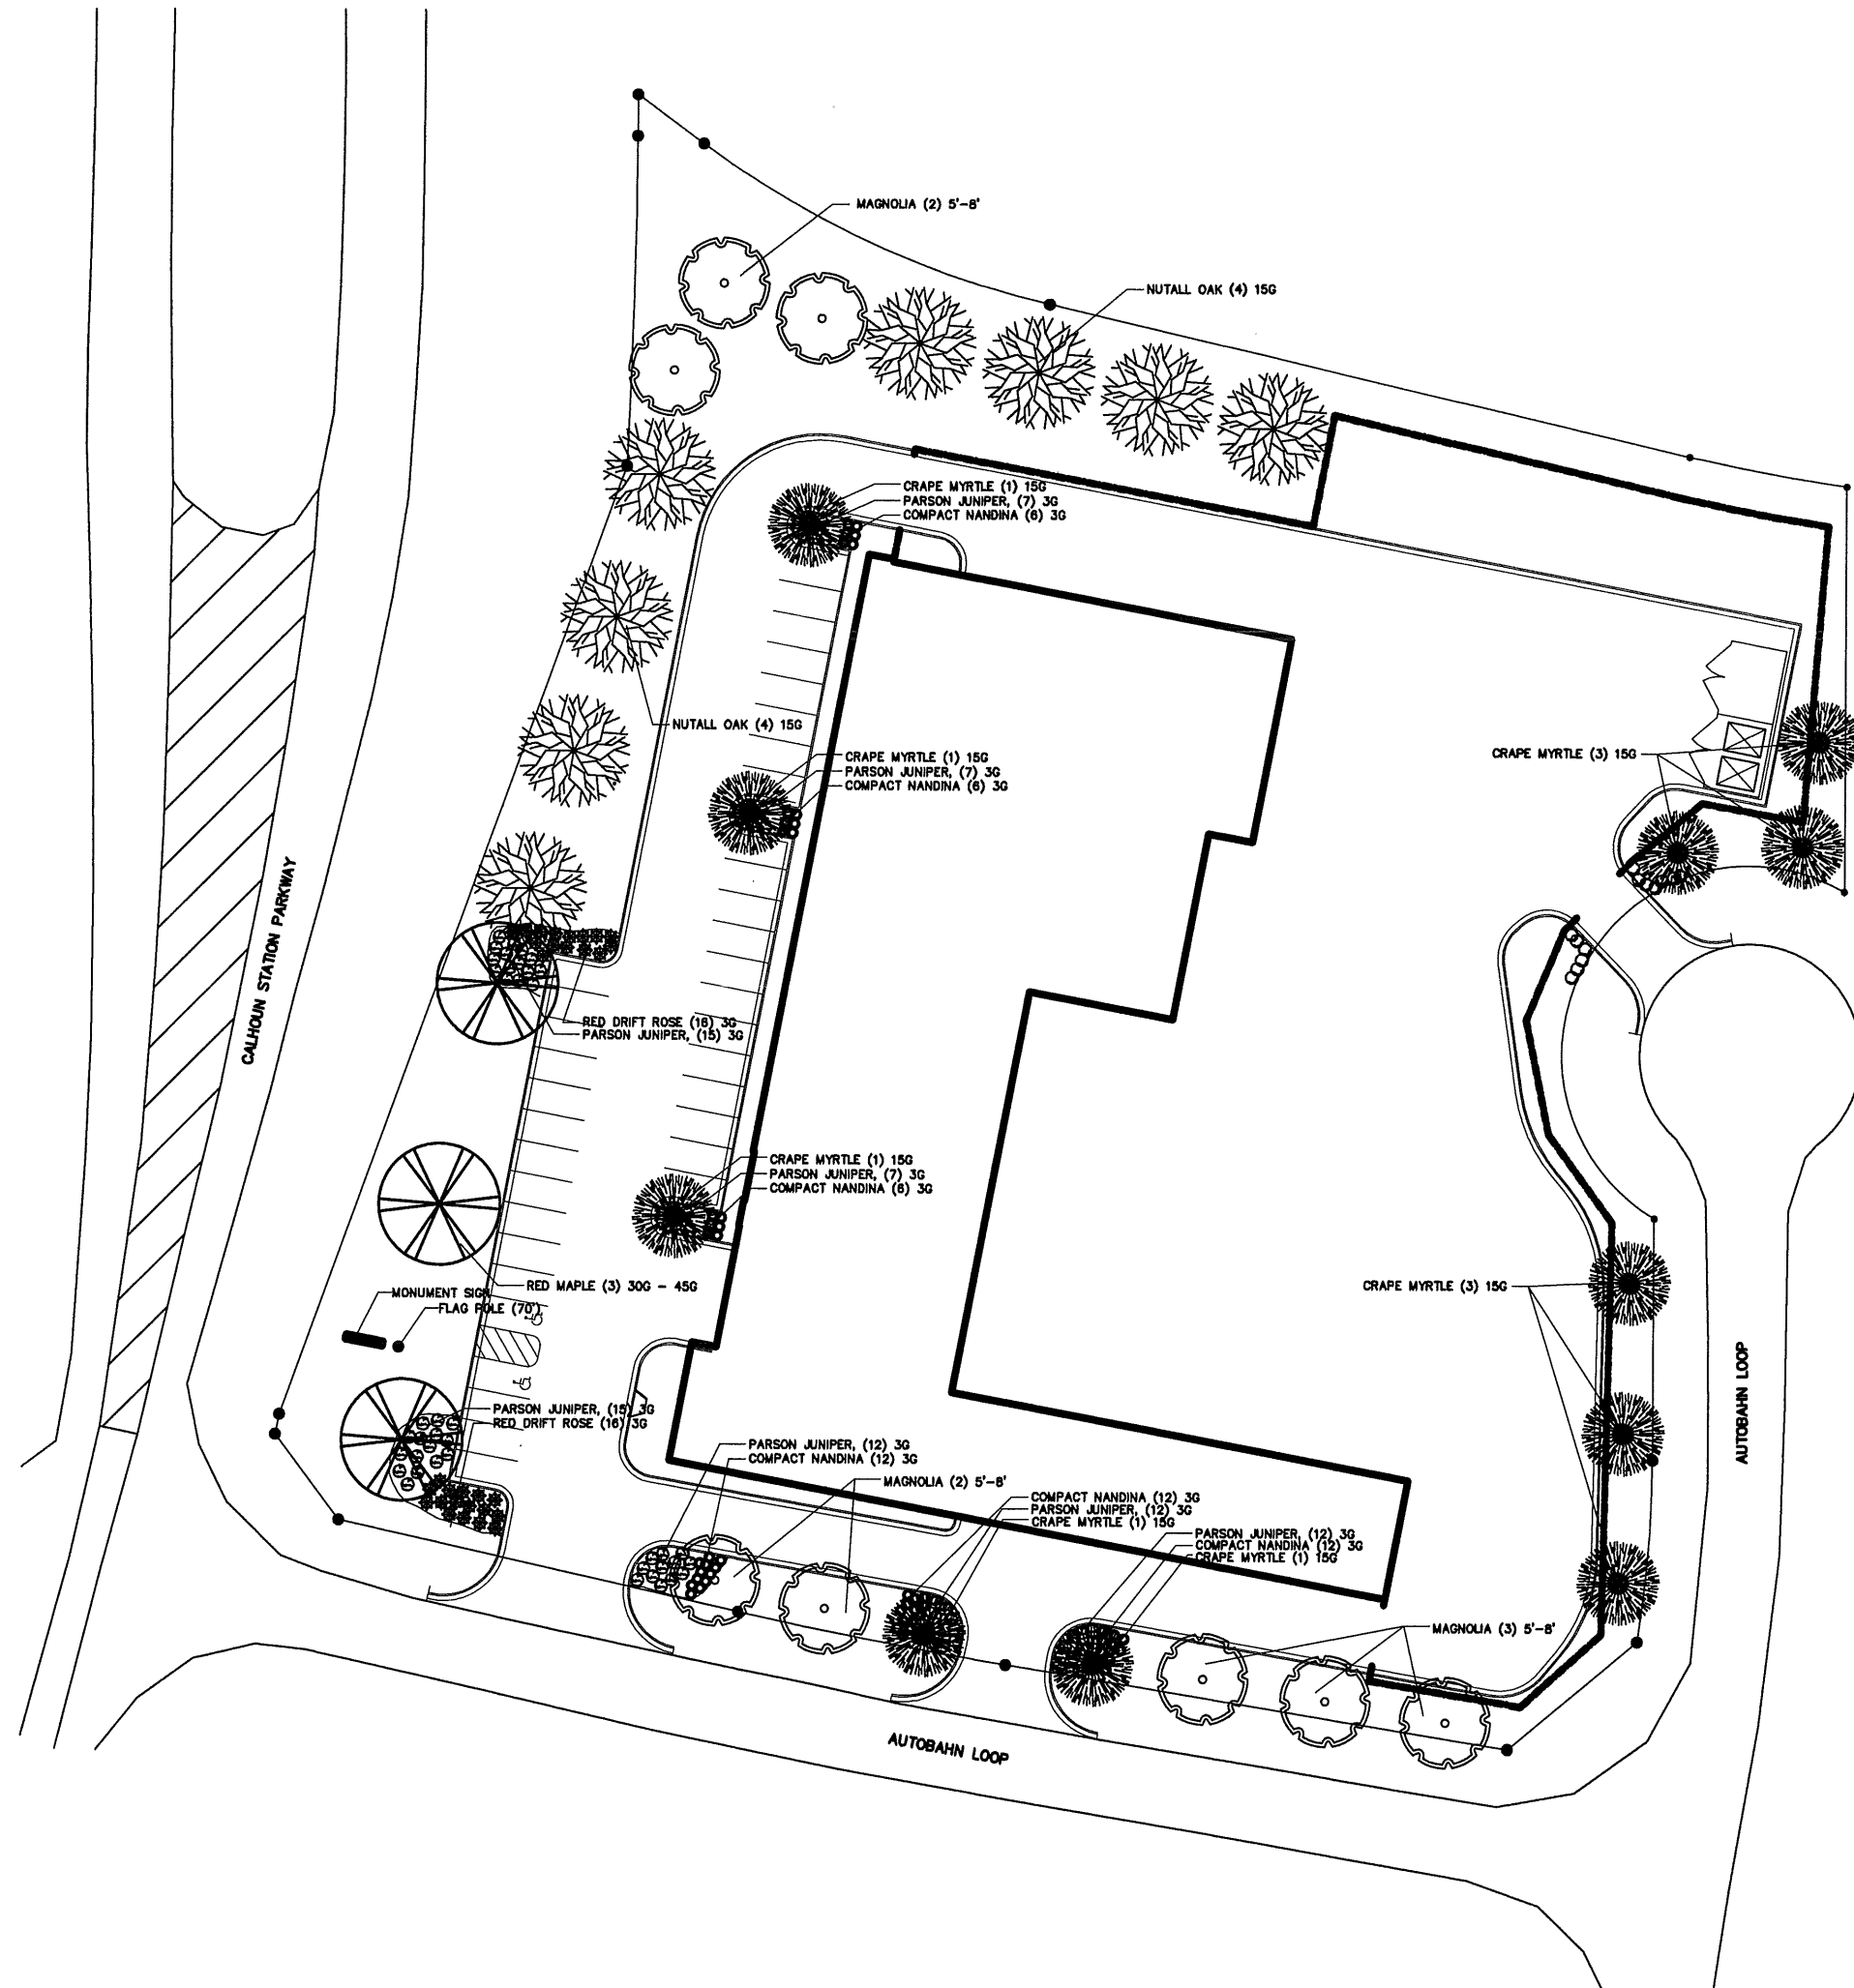 MAGNOLIA (2) 5'-8'
NUTALL OAK (4) 15G
CRAPE MYRTLE (1) 15G
PARSON JUNIPER, (7) 3G
COMPACT NANDINA (6) 3G
NUTALL OAK (4) 15G
CRAPE MYRTLE (1) 15G
PARSON JUNIPER, (7) 3G
COMPACT NANDINA (6) 3G
CRAPE MYRTLE (3) 15G
CALHOUN STATION PARKWAY
RED DRIFT ROSE (16) 3G
PARSON JUNIPER, (15) 3G
CRAPE MYRTLE (1) 15G
PARSON JUNIPER, (7) 3G
COMPACT NANDINA (6) 3G
RED MAPLE (3) 30G - 45G
MONUMENT SIGN
FLAG POLE (70')
CRAPE MYRTLE (3) 15G
AUTOBAHN LOOP
PARSON JUNIPER, (15) 3G
RED DRIFT ROSE (16) 3G
PARSON JUNIPER, (12) 3G
COMPACT NANDINA (12) 3G
MAGNOLIA (2) 5'-8'
COMPACT NANDINA (12) 3G
PARSON JUNIPER, (12) 3G
CRAPE MYRTLE (1) 15G
PARSON JUNIPER, (12) 3G
COMPACT NANDINA (12) 3G
CRAPE MYRTLE (1) 15G
MAGNOLIA (3) 5'-8'
AUTOBAHN LOOP